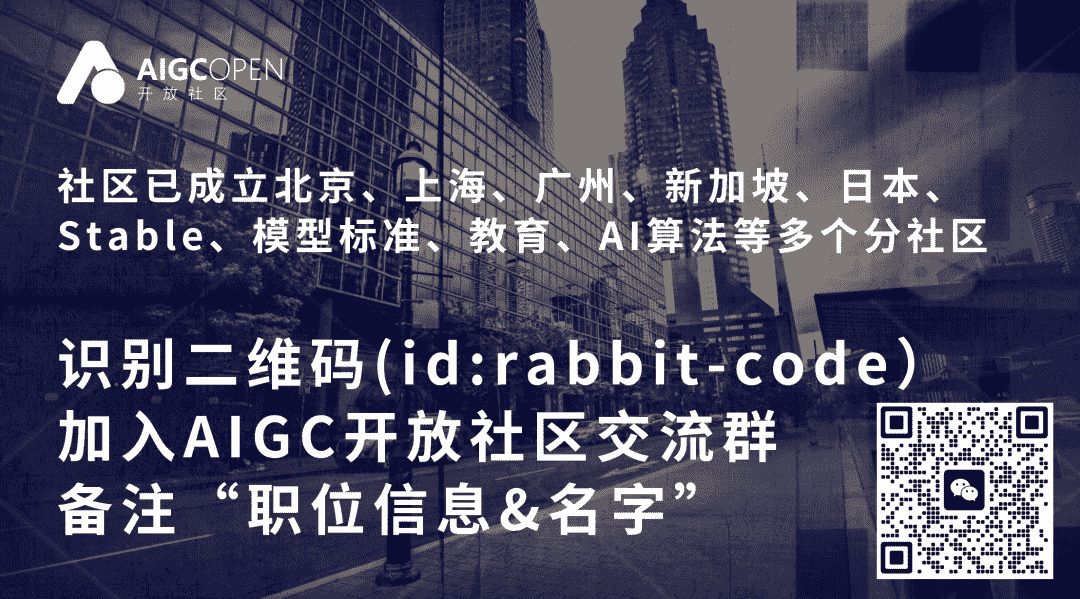 AIGCOPEN
开放社区
社区已成立北京、上海、广州、新加坡、日本、
Stable、模型标准、教育、AI算法等多个分社区
识别二维码(id:rabbit-code）
加入AIGC开放社区交流群
备注“职位信息&名字”